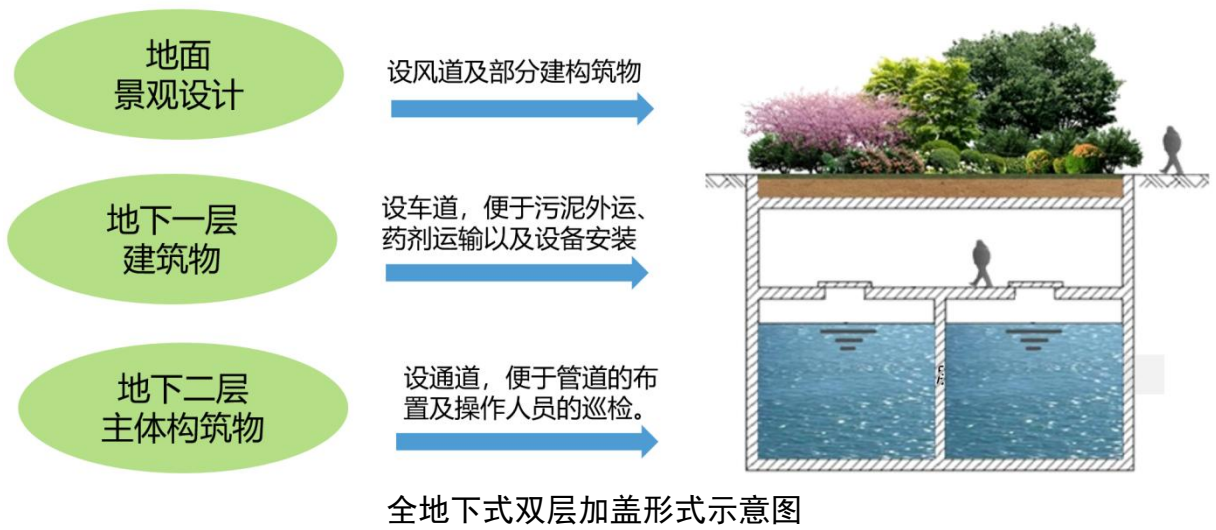 地面
景观设计
设风道及部分建构筑物
地下一层
建筑物
设车道，便于污泥外运、
药剂运输以及设备安装
地下二层
主体构筑物
设通道，便于管道的布
置及操作人员的巡检。
全地下式双层加盖形式示意图